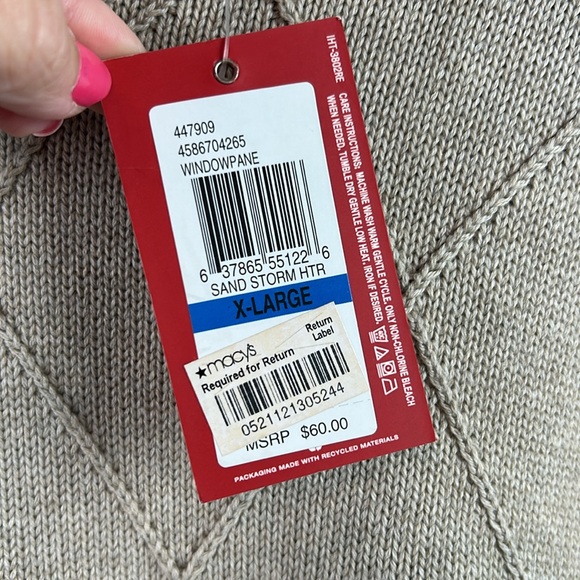 447909
4586704265
WINDOWPANE
6 37865 55122 6
SAND STORM HTR
X-LARGE
★macy's
Return
Label
Required for Return
0521121305244
MSRP $60.00
PACKAGING MADE WITH RECYCLED MATERIALS
IHT-3802RE
CARE INSTRUCTIONS: MACHINE WASH WARM GENTLE CYCLE. ONLY NON-CHLORINE BLEACH
WHEN NEEDED. TUMBLE DRY GENTLE LOW HEAT. IRON IF DESIRED.